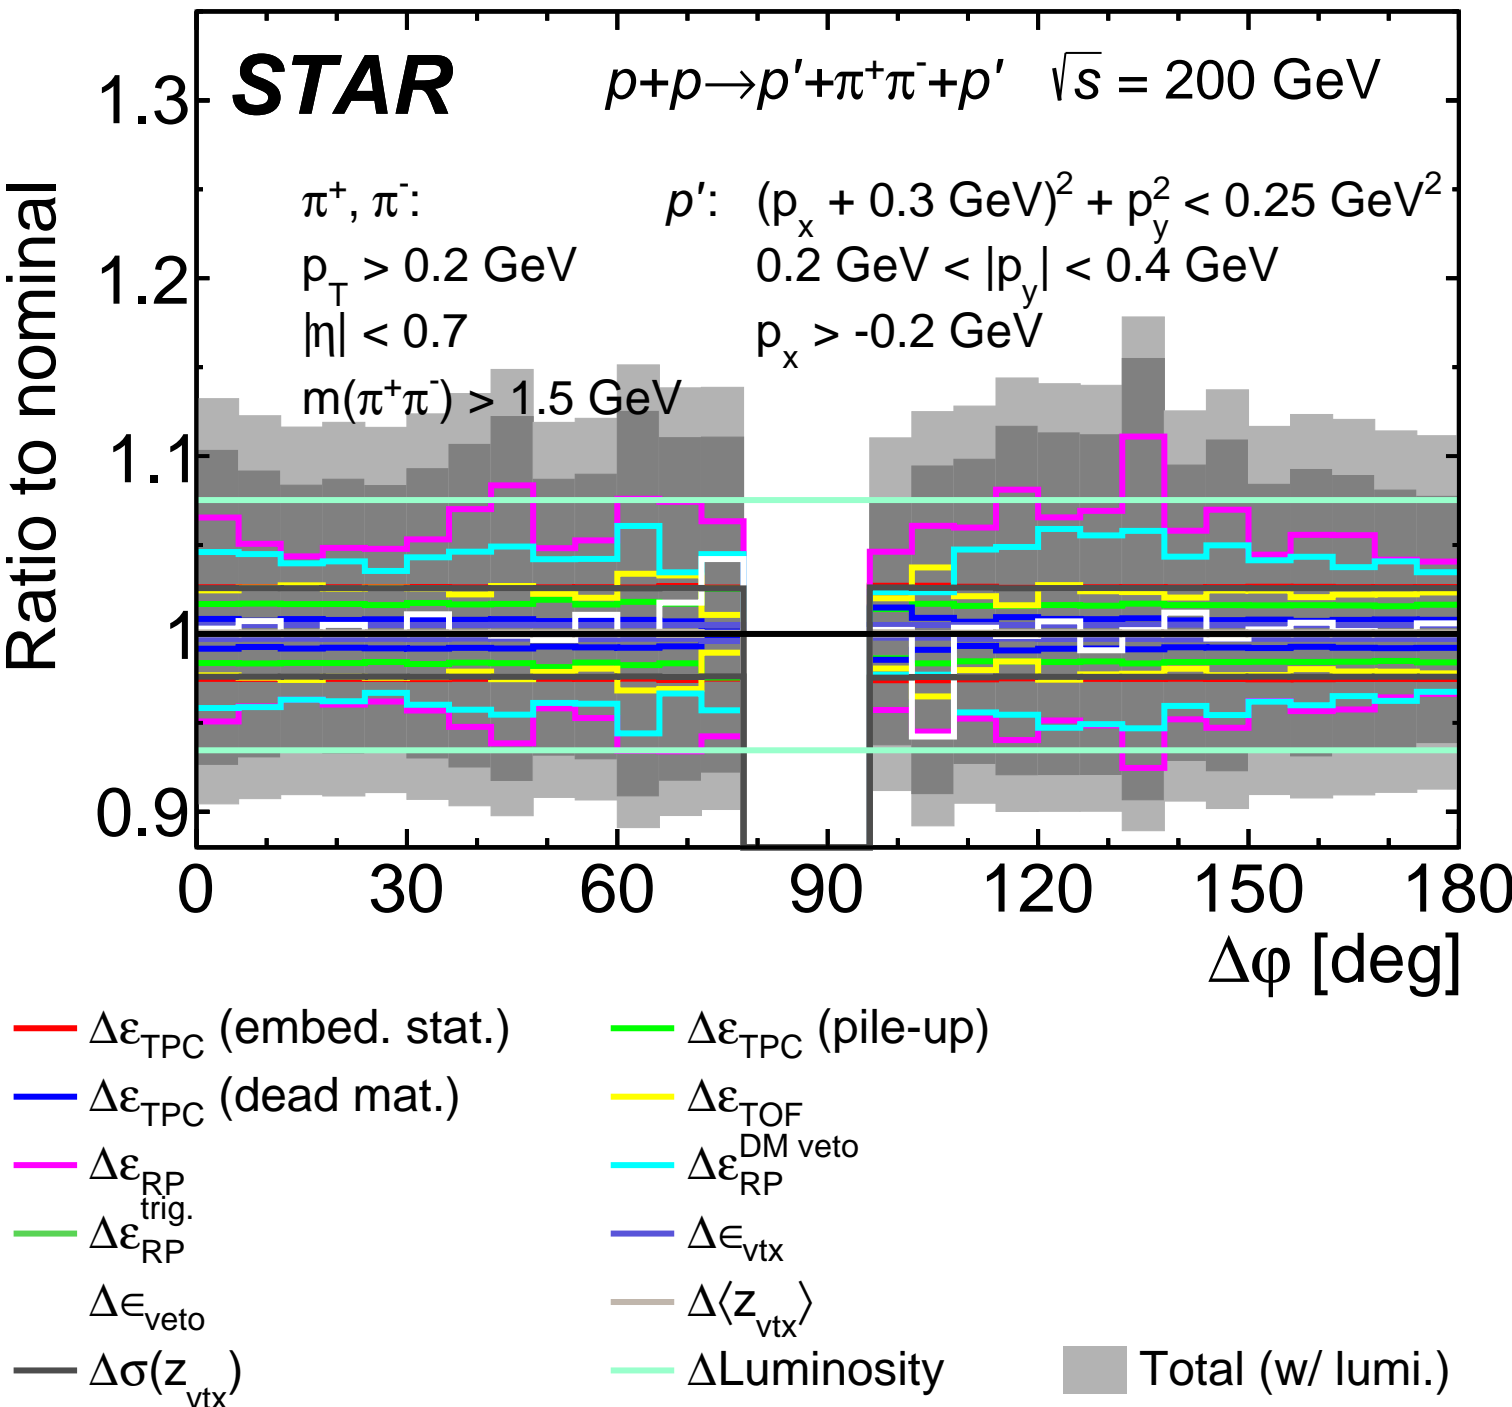 STAR p+p→p′+π⁺π⁻+p′ √s = 200 GeV
π⁺, π⁻: p′: (pₓ + 0.3 GeV)² + p_y² < 0.25 GeV²
p_T > 0.2 GeV 0.2 GeV < |p_y| < 0.4 GeV
|η| < 0.7 pₓ > -0.2 GeV
m(π⁺π⁻) > 1.5 GeV
Ratio to nominal
1.3
1.2
1.1
1
0.9
0 30 60 90 120 150 180
Δφ [deg]
Δε_TPC (embed. stat.) Δε_TPC (pile-up)
Δε_TPC (dead mat.) Δε_TOF
Δε_RP Δε_RP^DM veto
Δε_RP^trig. Δϵ_vtx
Δϵ_veto Δ⟨z_vtx⟩
Δσ(z_vtx) ΔLuminosity Total (w/ lumi.)